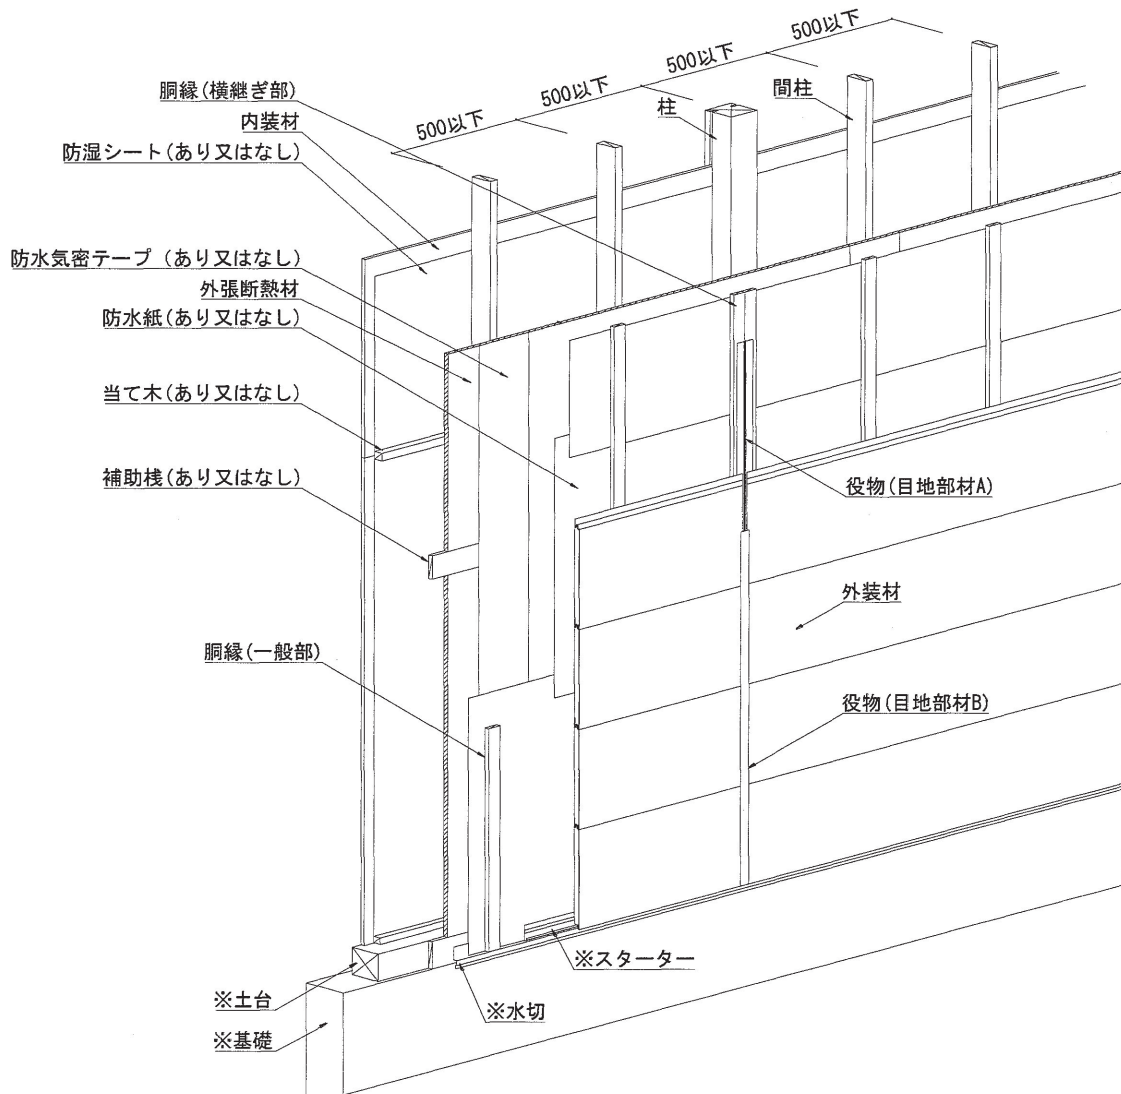 500以下
500以下
500以下
500以下
胴縁(横継ぎ部)
内装材
防湿シート(あり又はなし)
柱
間柱
防水気密テープ (あり又はなし)
外張断熱材
防水紙(あり又はなし)
当て木(あり又はなし)
補助桟(あり又はなし)
役物(目地部材A)
外装材
胴縁(一般部)
役物(目地部材B)
※スターター
※土台
※水切
※基礎